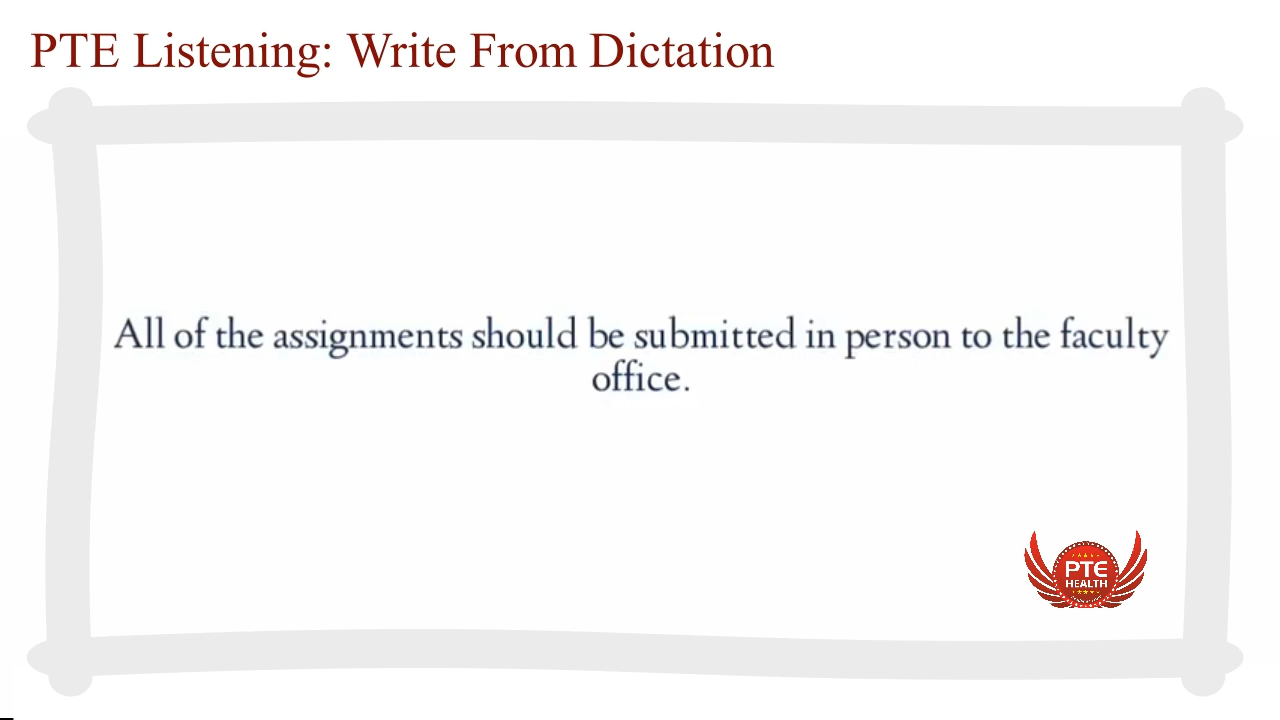 PTE Listening: Write From Dictation
All of the assignments should be submitted in person to the faculty
office.
PTE
HEALTH